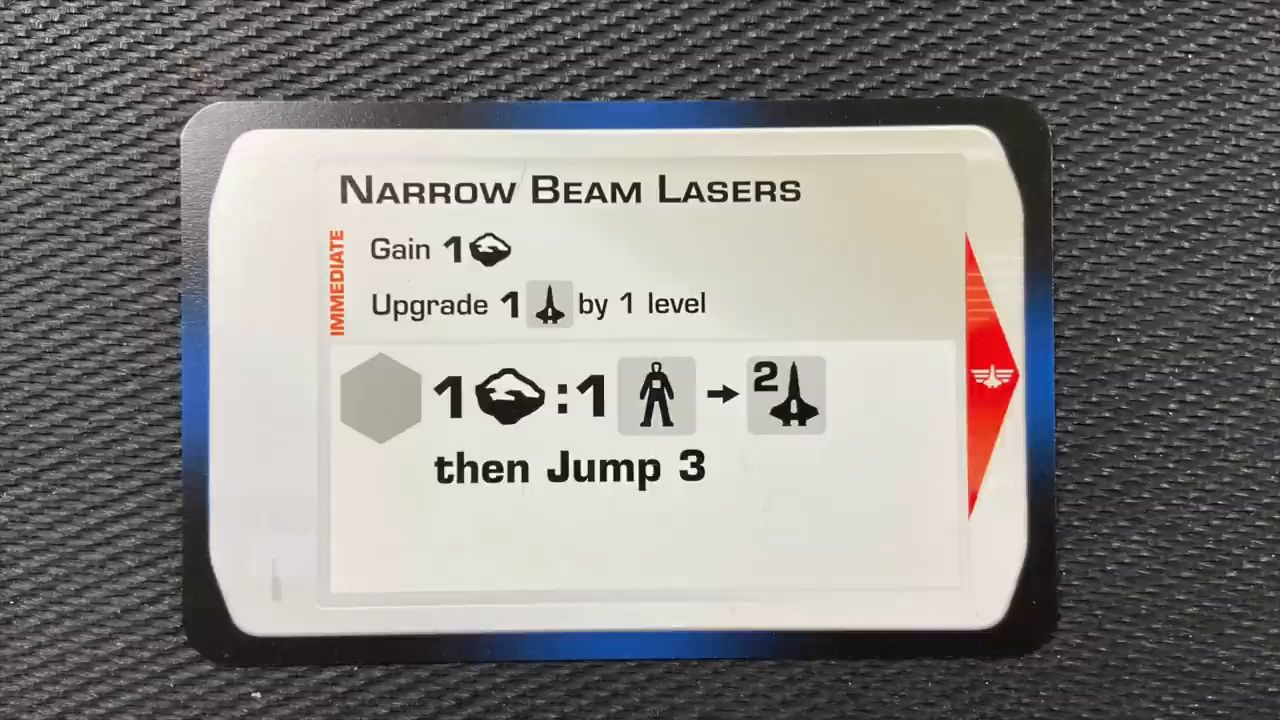 NARROW BEAM LASERS
IMMEDIATE
Gain 1
Upgrade 1 by 1 level
1 :1 → 2
then Jump 3